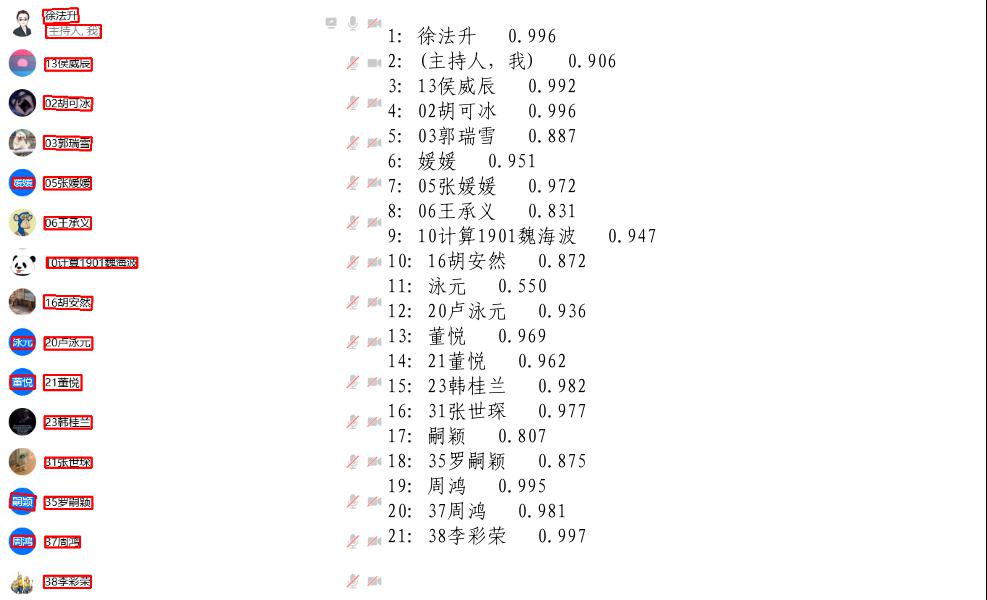 徐法升
主持人, 我
13侯威辰
02胡可冰
03郭瑞雪
媛媛
05张媛媛
06王承义
10计算1901魏海波
16胡安然
泳元
20卢泳元
董悦
21董悦
23韩桂兰
31张世琛
嗣颖
35罗嗣颖
周鸿
37周鸿
38李彩荣
1: 徐法升 0.996
2: (主持人，我) 0.906
3: 13侯威辰 0.992
4: 02胡可冰 0.996
5: 03郭瑞雪 0.887
6: 媛媛 0.951
7: 05张媛媛 0.972
8: 06王承义 0.831
9: 10计算1901魏海波 0.947
10: 16胡安然 0.872
11: 泳元 0.550
12: 20卢泳元 0.936
13: 董悦 0.969
14: 21董悦 0.962
15: 23韩桂兰 0.982
16: 31张世琛 0.977
17: 嗣颖 0.807
18: 35罗嗣颖 0.875
19: 周鸿 0.995
20: 37周鸿 0.981
21: 38李彩荣 0.997